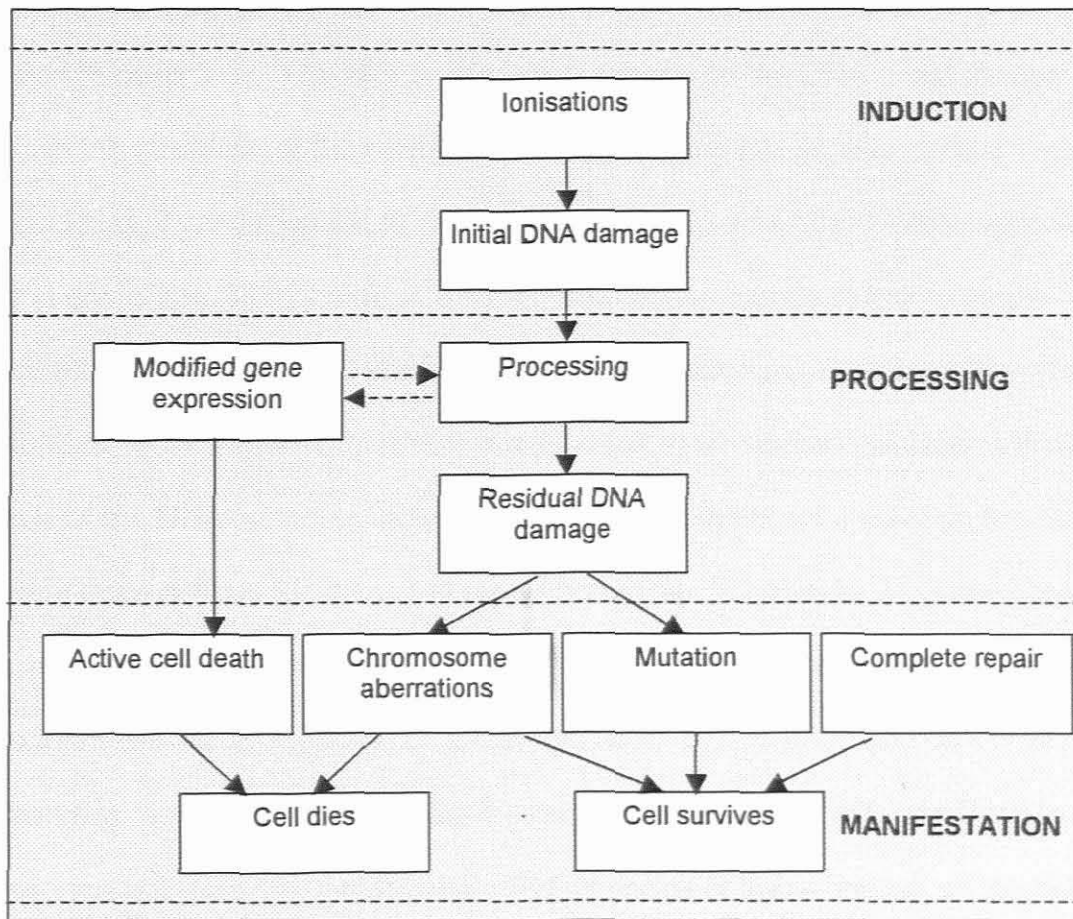 Ionisations
INDUCTION
Initial DNA damage
Modified gene
expression
Processing
PROCESSING
Residual DNA
damage
Active cell death
Chromosome
aberrations
Mutation
Complete repair
Cell dies
Cell survives
MANIFESTATION